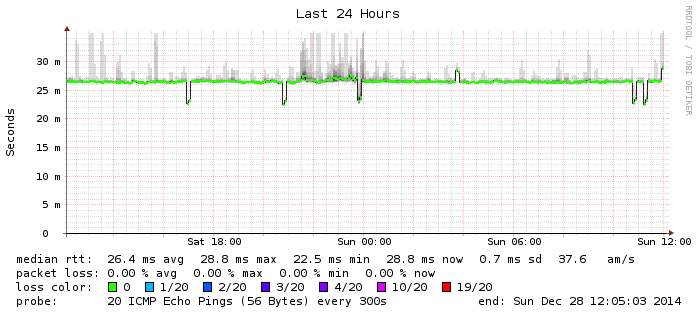 Last 24 Hours
RRDTOOL / TOBI OETIKER
Seconds
30 m
25 m
20 m
15 m
10 m
5 m
0
Sat 18:00 Sun 00:00 Sun 06:00 Sun 12:00
median rtt: 26.4 ms avg 28.8 ms max 22.5 ms min 28.8 ms now 0.7 ms sd 37.6 am/s
packet loss: 0.00 % avg 0.00 % max 0.00 % min 0.00 % now
loss color: 0 1/20 2/20 3/20 4/20 10/20 19/20
probe: 20 ICMP Echo Pings (56 Bytes) every 300s end: Sun Dec 28 12:05:03 2014